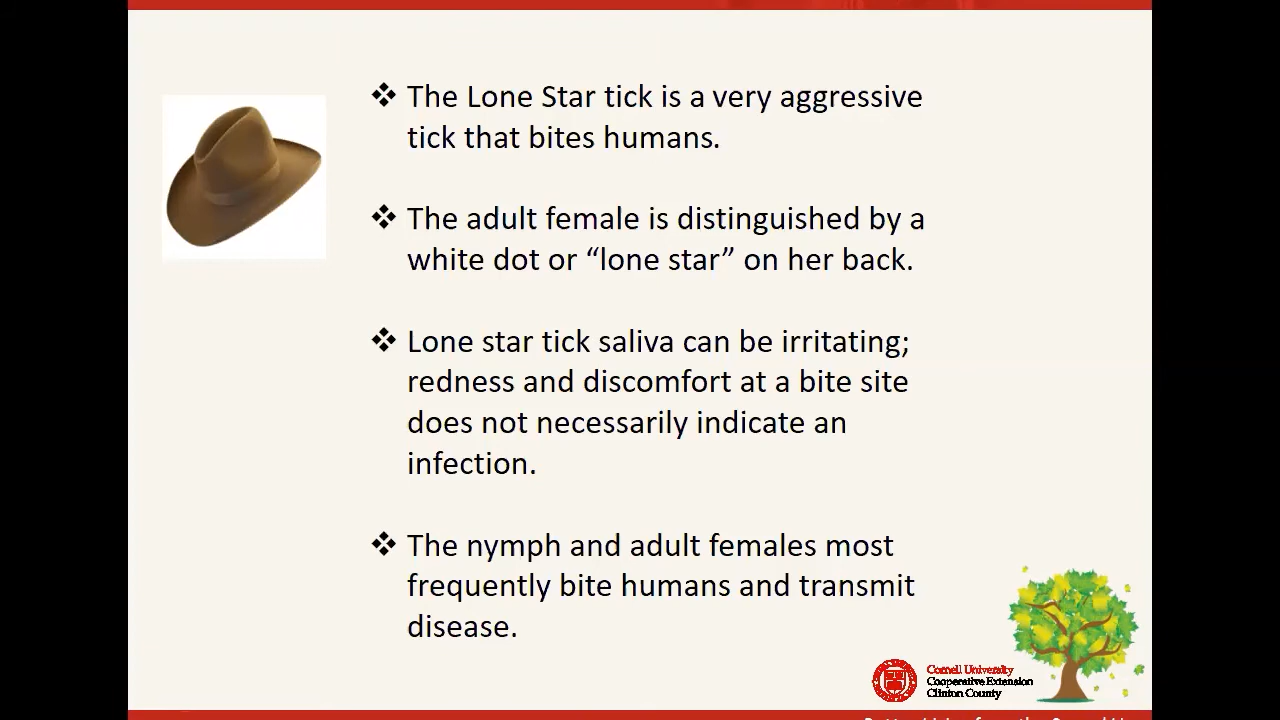 ❖ The Lone Star tick is a very aggressive
tick that bites humans.
❖ The adult female is distinguished by a
white dot or “lone star” on her back.
❖ Lone star tick saliva can be irritating;
redness and discomfort at a bite site
does not necessarily indicate an
infection.
❖ The nymph and adult females most
frequently bite humans and transmit
disease.
Cornell University
Cooperative Extension
Clinton County